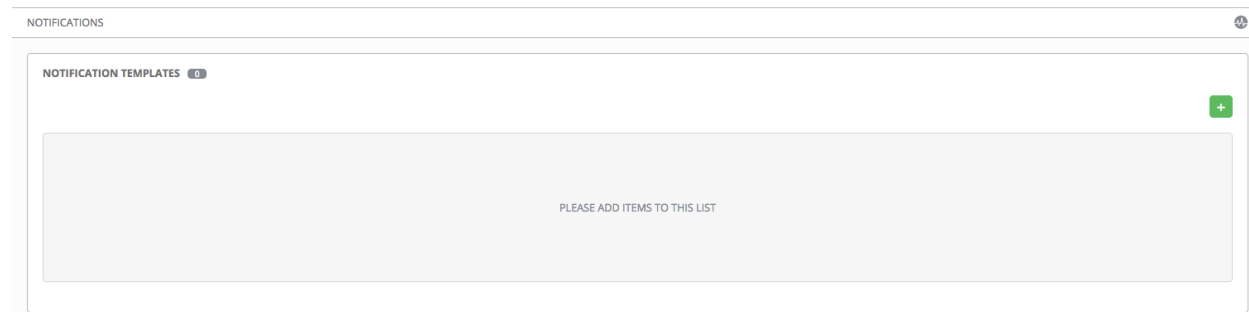 NOTIFICATIONS
NOTIFICATION TEMPLATES 0
+
PLEASE ADD ITEMS TO THIS LIST